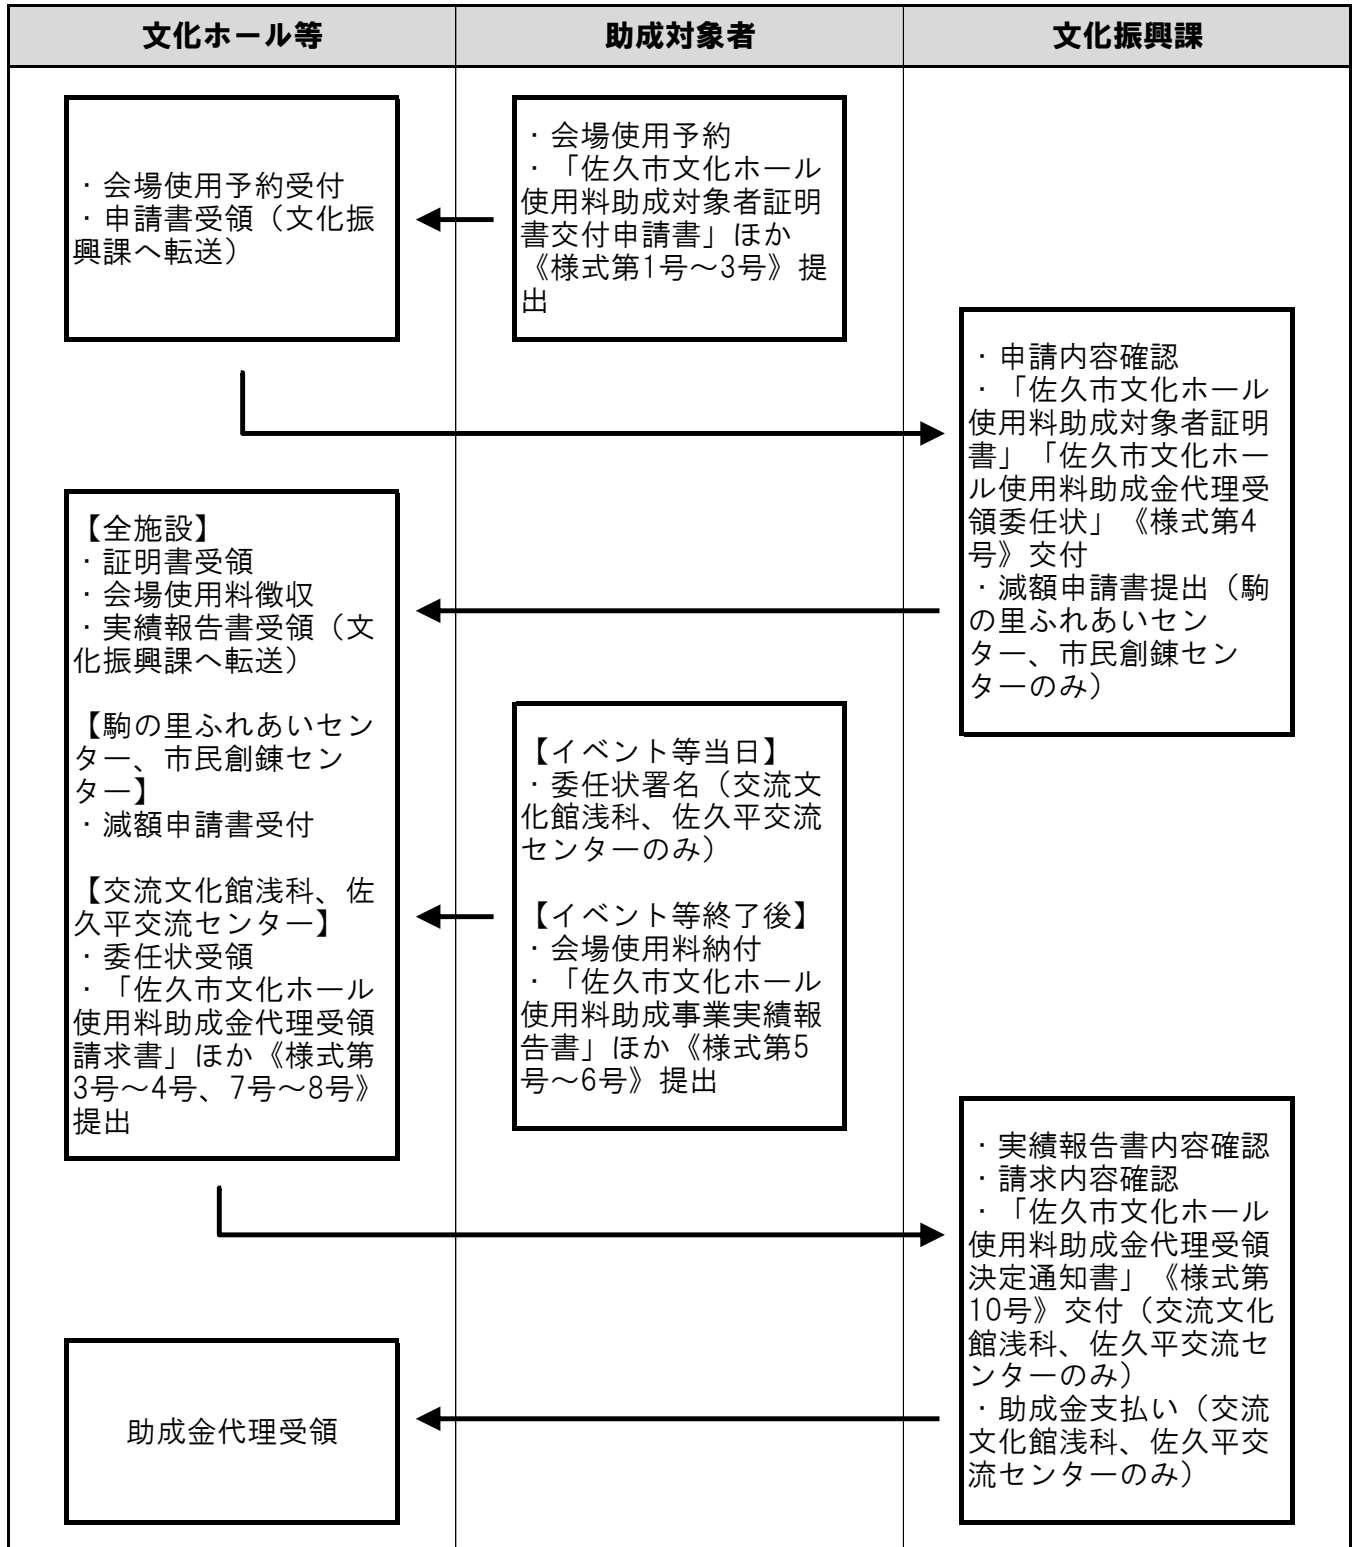 文化ホール等
助成対象者
文化振興課
・会場使用予約
・「佐久市文化ホール
使用料助成対象者証明
書交付申請書」ほか
《様式第1号～3号》提
出
・会場使用予約受付
・申請書受領（文化振
興課へ転送）
・申請内容確認
・「佐久市文化ホール
使用料助成対象者証明
書」「佐久市文化ホー
ル使用料助成金代理受
領委任状」《様式第4
号》交付
・減額申請書提出（駒
の里ふれあいセン
ター、市民創錬セン
ターのみ）
【全施設】
・証明書受領
・会場使用料徴収
・実績報告書受領（文
化振興課へ転送）
【駒の里ふれあいセン
ター、市民創錬セン
ター】
・減額申請書受付
【交流文化館浅科、佐
久平交流センター】
・委任状受領
・「佐久市文化ホール
使用料助成金代理受領
請求書」ほか《様式第
3号～4号、7号～8号》
提出
【イベント等当日】
・委任状署名（交流文
化館浅科、佐久平交流
センターのみ）
【イベント等終了後】
・会場使用料納付
・「佐久市文化ホール
使用料助成事業実績報
告書」ほか《様式第5
号～6号》提出
・実績報告書内容確認
・請求内容確認
・「佐久市文化ホール
使用料助成金代理受領
決定通知書」《様式第
10号》交付（交流文化
館浅科、佐久平交流セ
ンターのみ）
・助成金支払い（交流
文化館浅科、佐久平交
流センターのみ）
助成金代理受領